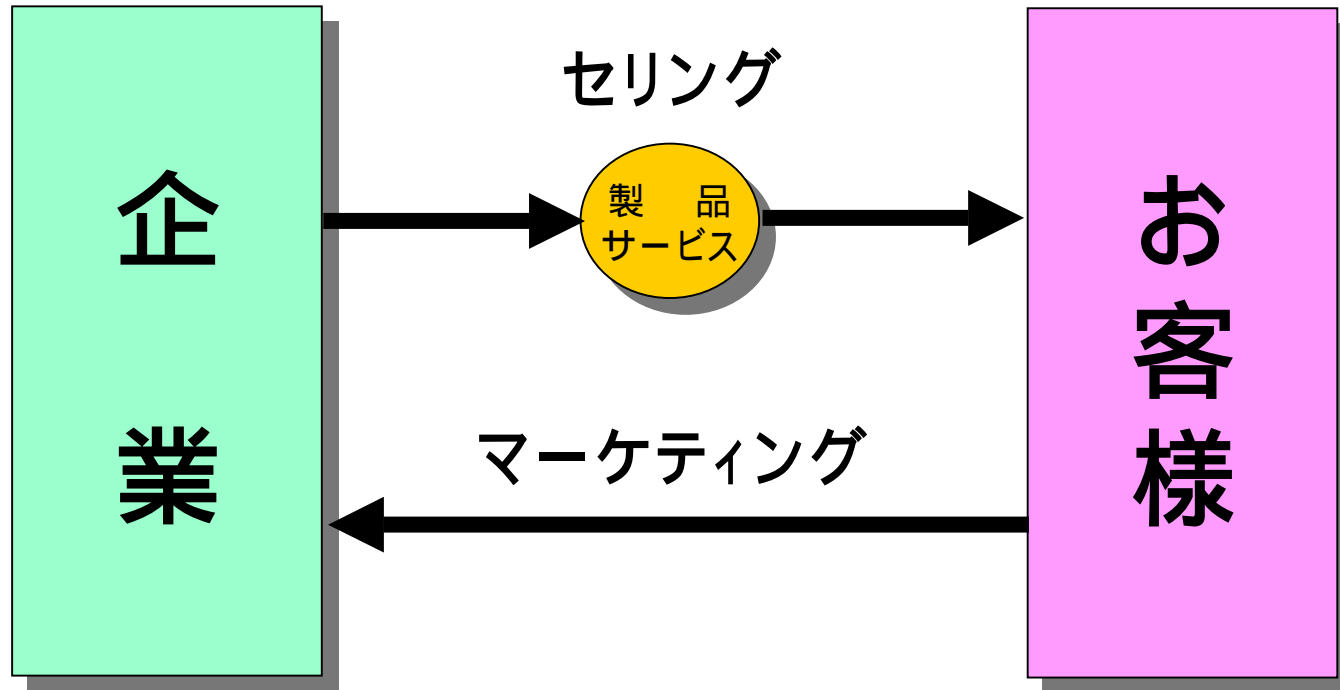 企業
セリング
製品
サービス
マーケティング
お客様